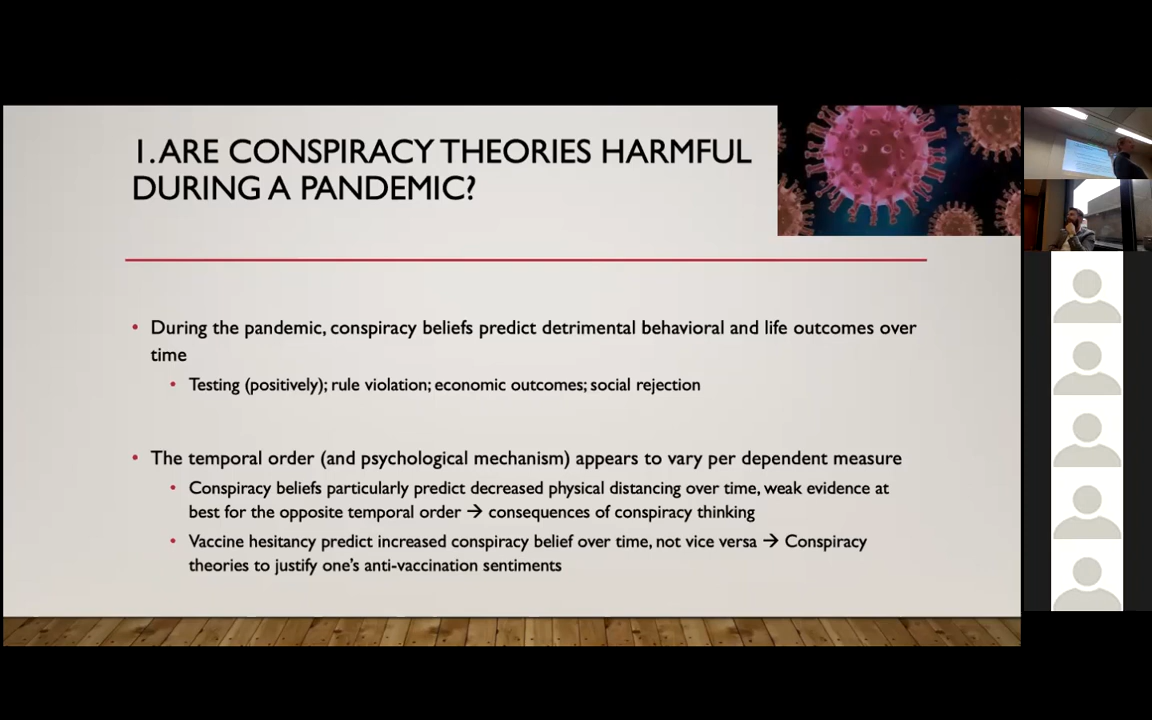 1. ARE CONSPIRACY THEORIES HARMFUL
DURING A PANDEMIC?
• During the pandemic, conspiracy beliefs predict detrimental behavioral and life outcomes over
time
• Testing (positively); rule violation; economic outcomes; social rejection
• The temporal order (and psychological mechanism) appears to vary per dependent measure
• Conspiracy beliefs particularly predict decreased physical distancing over time, weak evidence at
best for the opposite temporal order → consequences of conspiracy thinking
• Vaccine hesitancy predict increased conspiracy belief over time, not vice versa → Conspiracy
theories to justify one's anti-vaccination sentiments